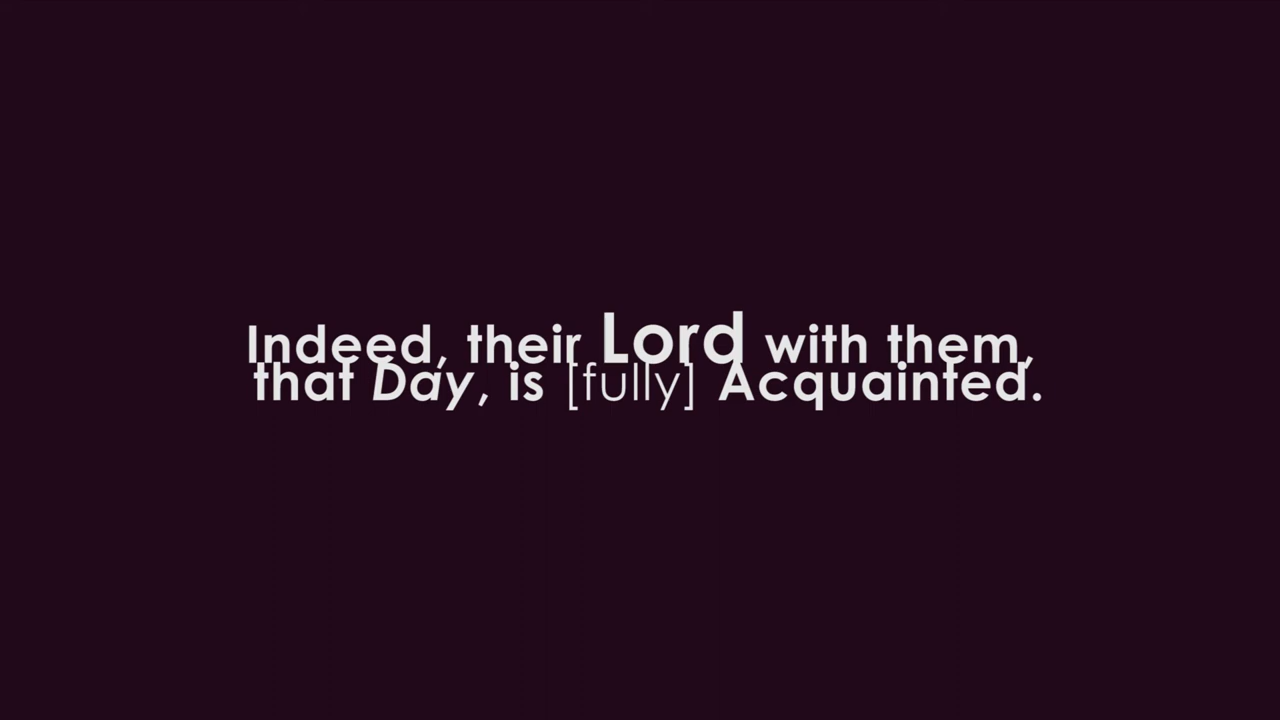 Indeed, their Lord with them,
that Day, is [fully] Acquainted.